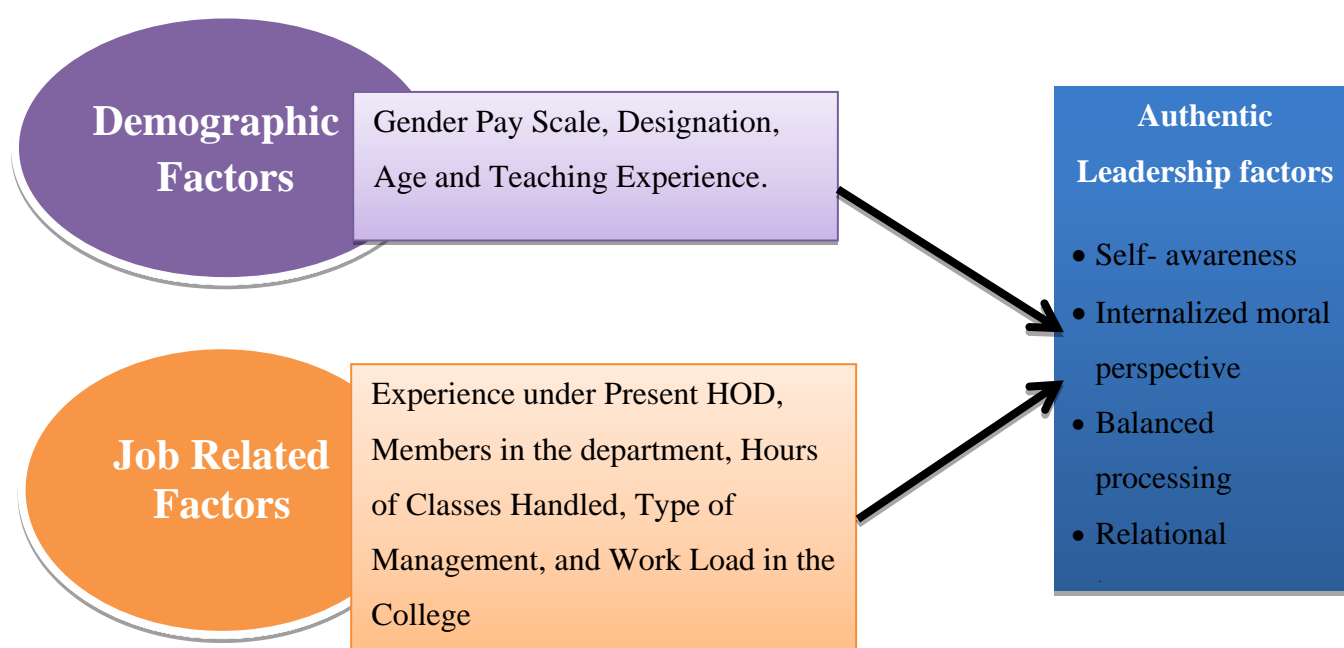 Demographic
Factors
Gender Pay Scale, Designation,
Age and Teaching Experience.
Job Related
Factors
Experience under Present HOD,
Members in the department, Hours
of Classes Handled, Type of
Management, and Work Load in the
College
Authentic
Leadership factors
• Self- awareness
• Internalized moral
perspective
• Balanced
processing
• Relational